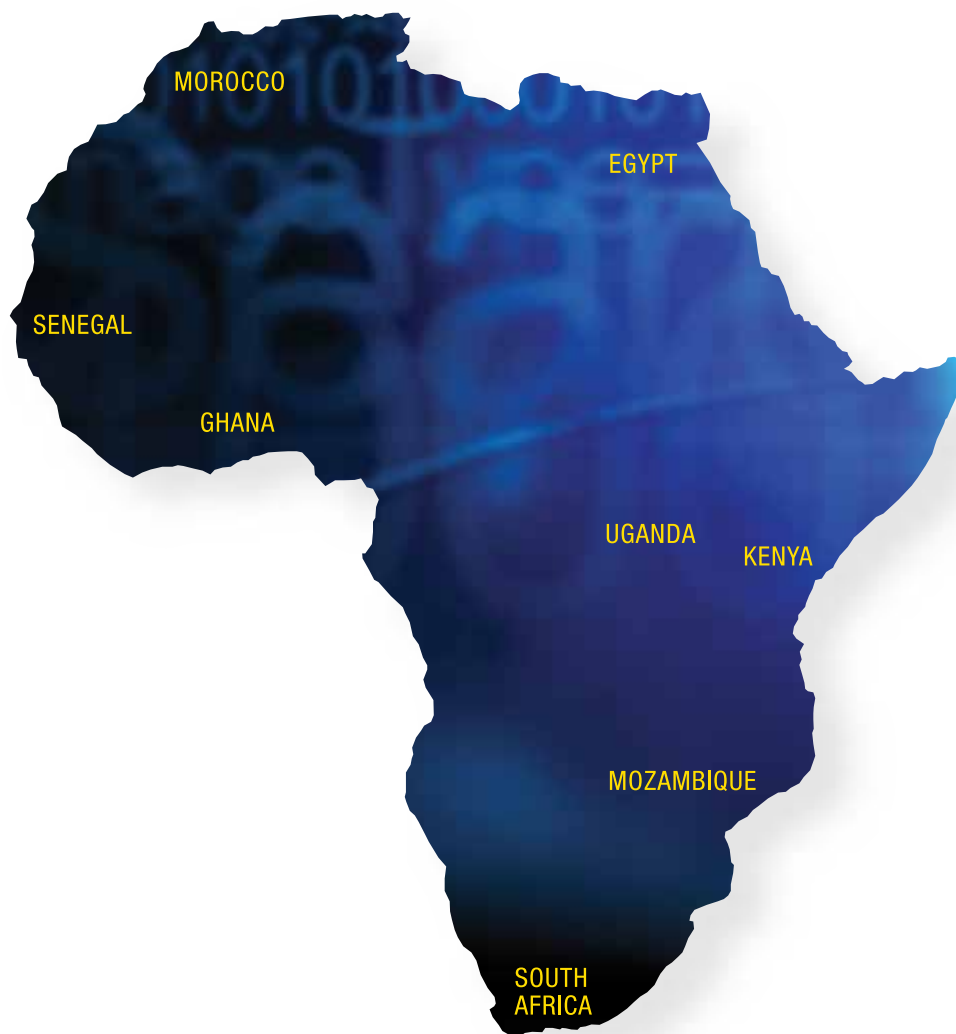 MOROCCO
EGYPT
SENEGAL
GHANA
UGANDA
KENYA
MOZAMBIQUE
SOUTH
AFRICA